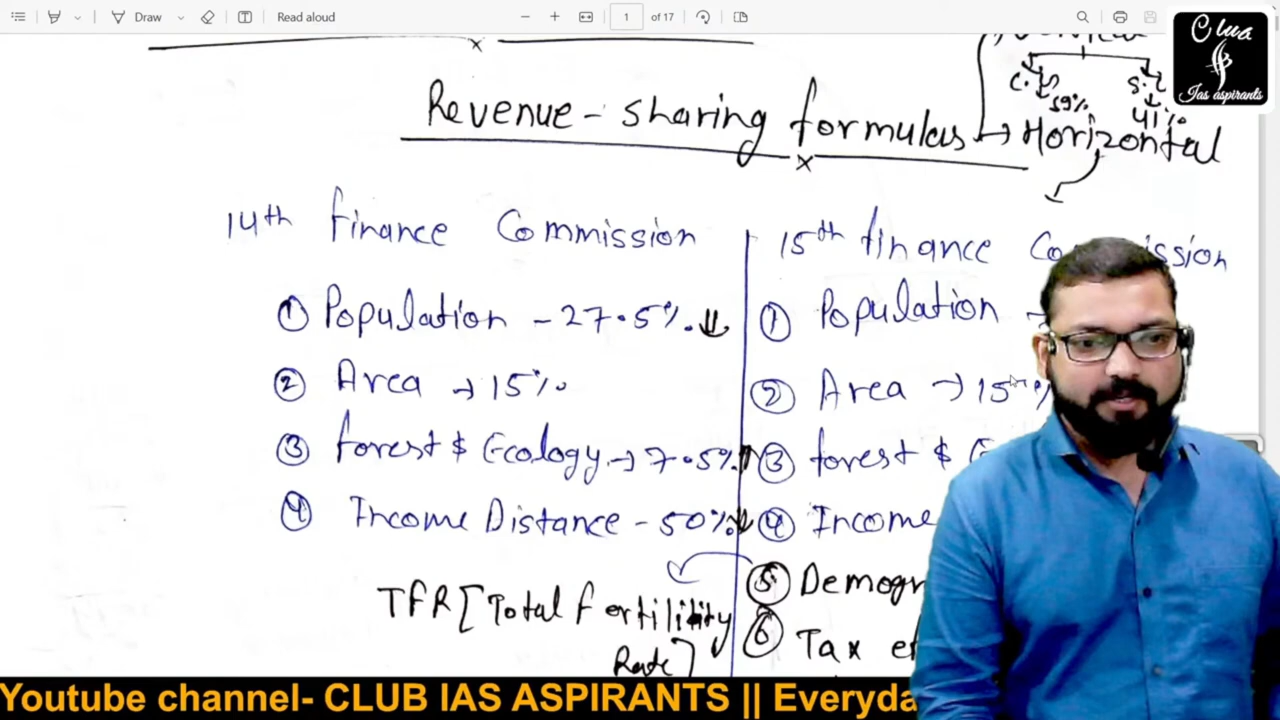 Draw
Read aloud
1
of 17
Club
Ias aspirants
C.
S.
59%
41%
Revenue - sharing formulas → Horizontal
14th finance Commission
① Population - 27.5%
② Area → 15%
③ forest & Ecology → 7.5%
④ Income Distance - 50%
TFR [Total fertility
Rate]
15th finance
ission
① Population
② Area → 15
③ forest &
④ Income
⑤ Demogr
⑥ Tax
Youtube channel- CLUB IAS ASPIRANTS || Everyda